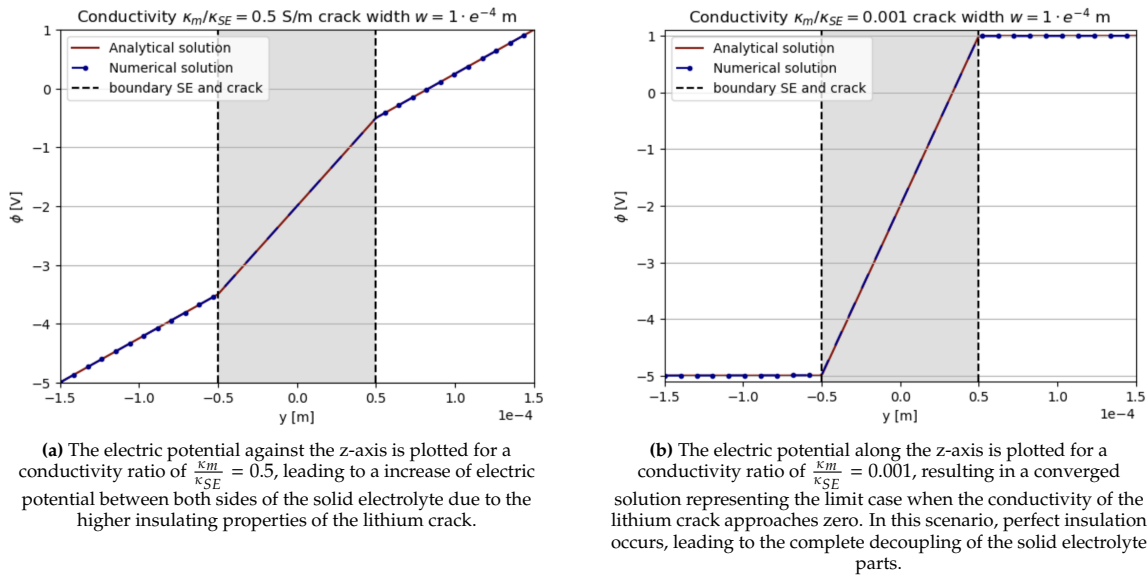 Conductivity κm/κSE = 0.5 S/m crack width w = 1 · e⁻⁴ m
Analytical solution
Numerical solution
boundary SE and crack
ϕ [V]
1
0
−1
−2
−3
−4
−5
−1.5 −1.0 −0.5 0.0 0.5 1.0 1.5
1e−4
y [m]
(a) The electric potential against the z-axis is plotted for a
conductivity ratio of κm/κSE = 0.5, leading to a increase of electric
potential between both sides of the solid electrolyte due to the
higher insulating properties of the lithium crack.
Conductivity κm/κSE = 0.001 crack width w = 1 · e⁻⁴ m
Analytical solution
Numerical solution
boundary SE and crack
ϕ [V]
1
0
−1
−2
−3
−4
−5
−1.5 −1.0 −0.5 0.0 0.5 1.0 1.5
1e−4
y [m]
(b) The electric potential along the z-axis is plotted for a
conductivity ratio of κm/κSE = 0.001, resulting in a converged
solution representing the limit case when the conductivity of the
lithium crack approaches zero. In this scenario, perfect insulation
occurs, leading to the complete decoupling of the solid electrolyte
parts.